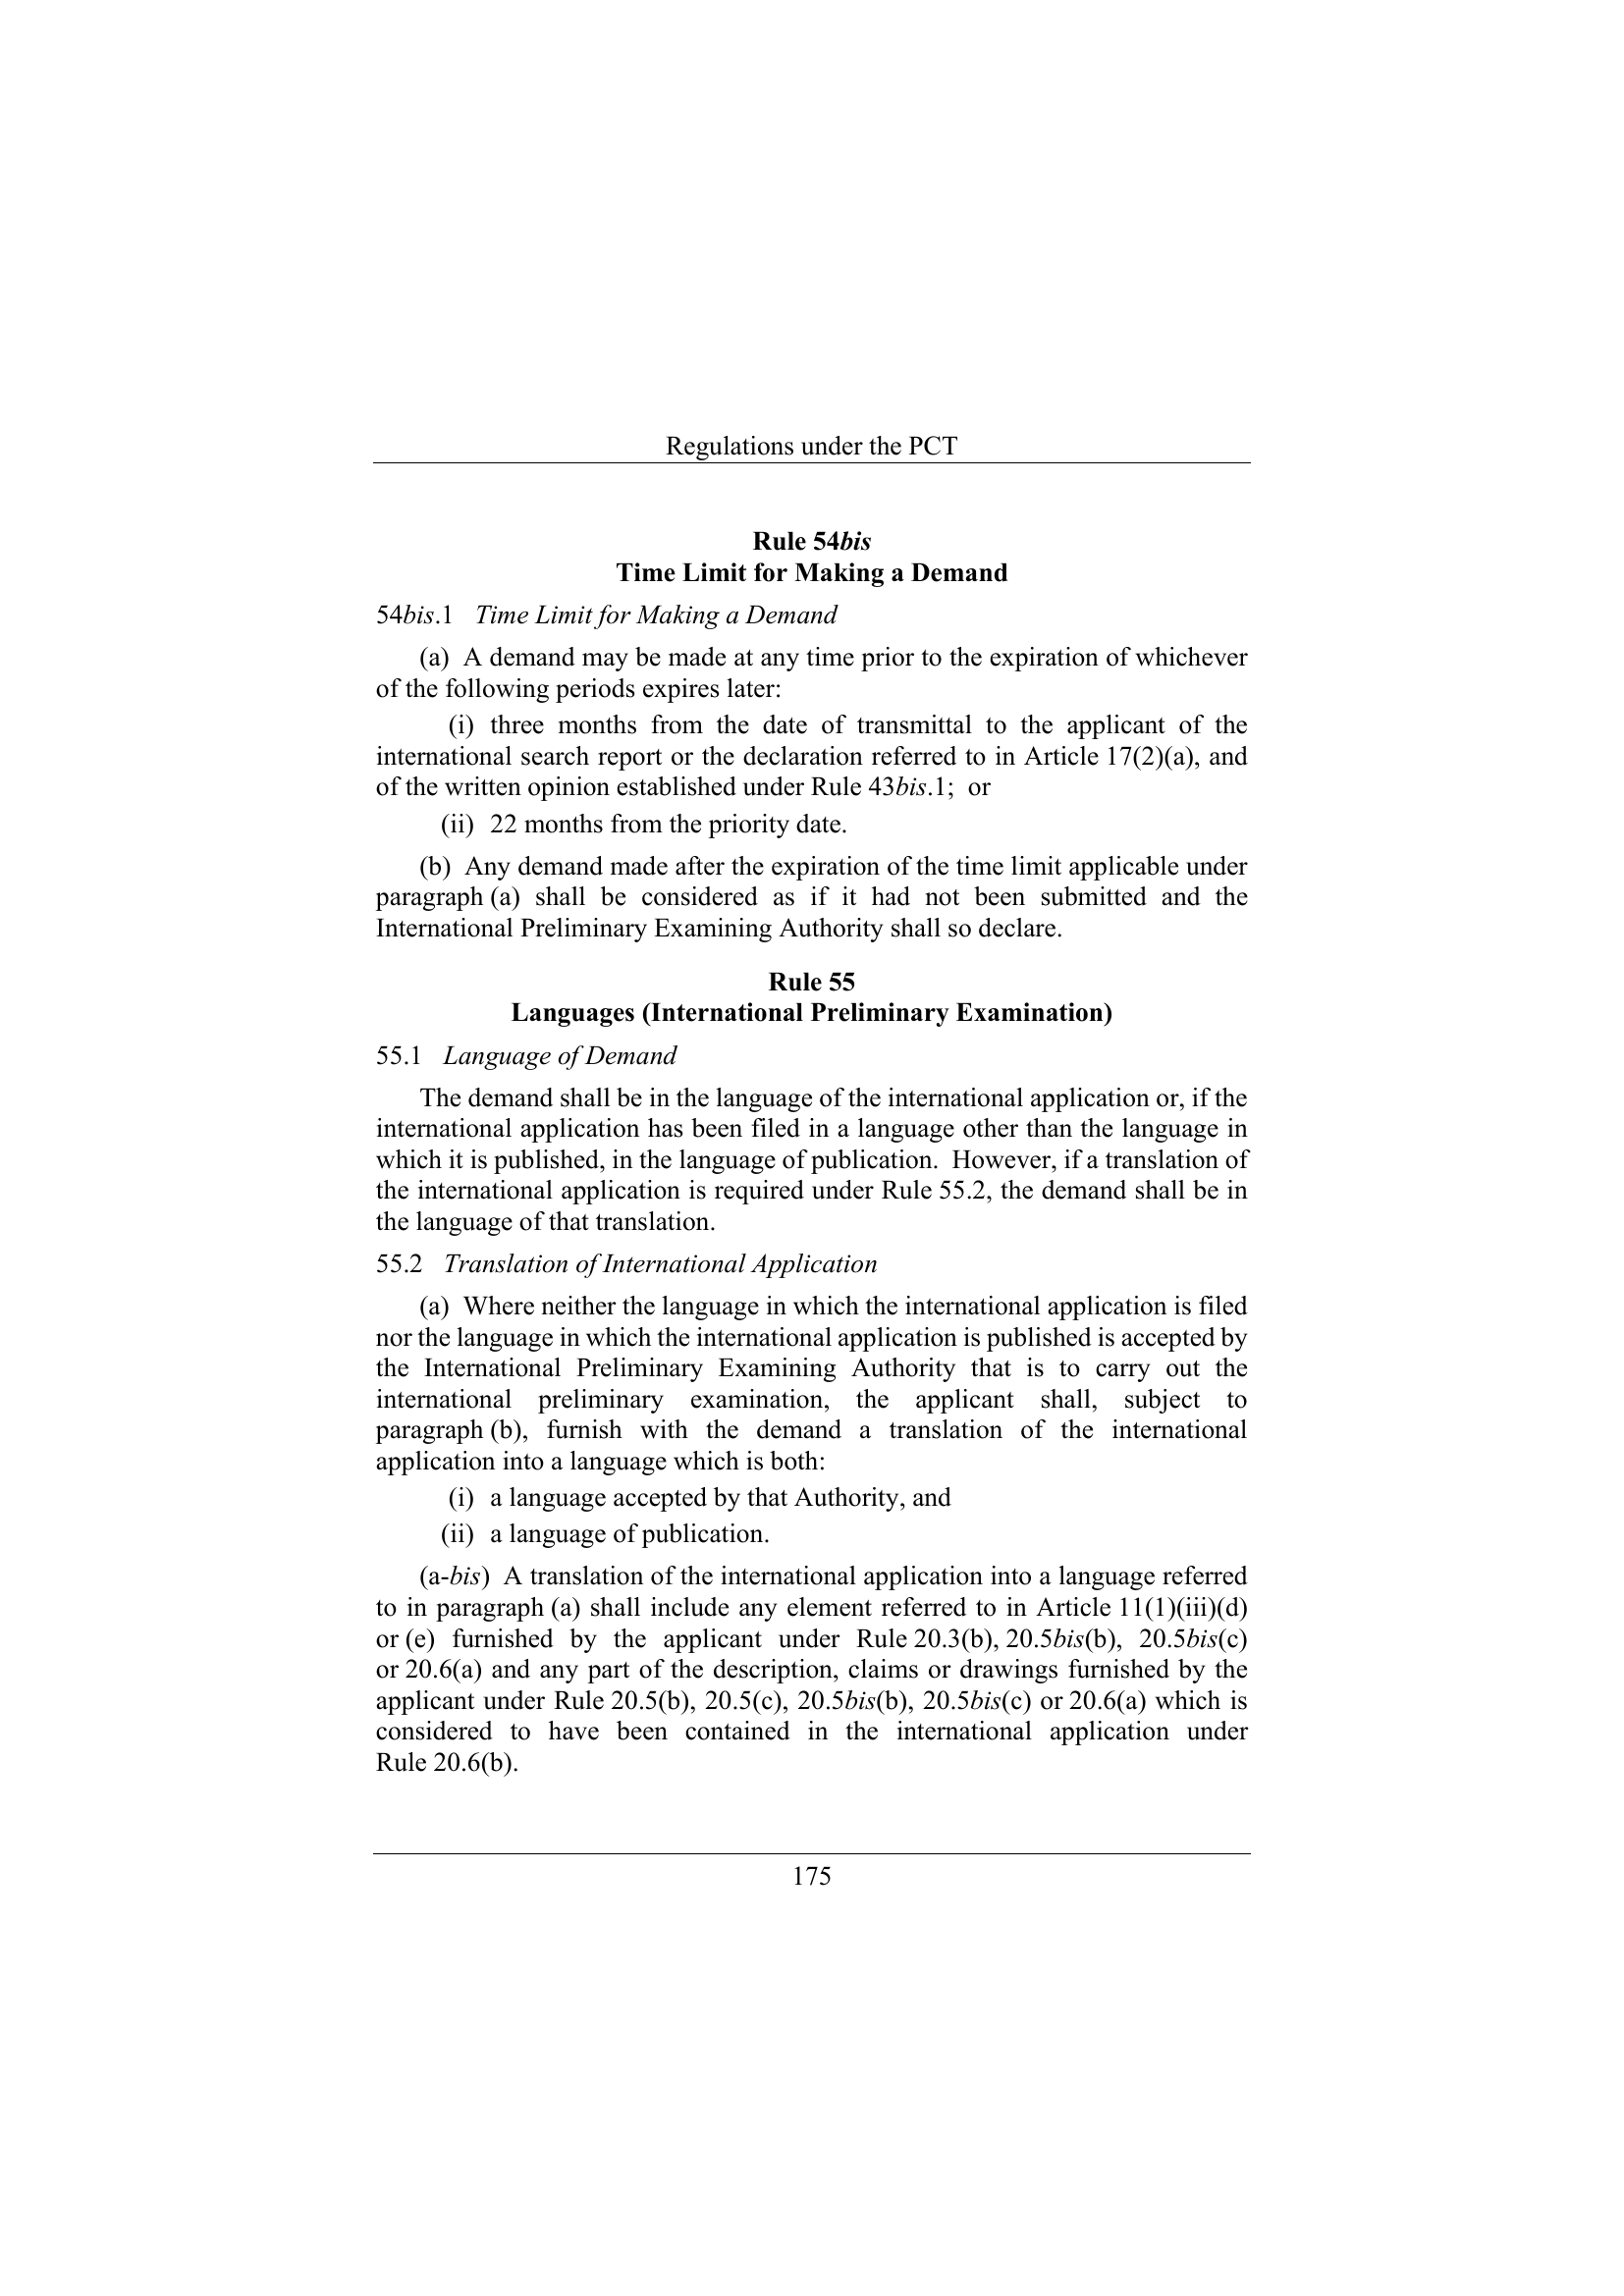 Regulations under the PCT
Rule 54bis
Time Limit for Making a Demand
54bis.1 Time Limit for Making a Demand
(a) A demand may be made at any time prior to the expiration of whichever
of the following periods expires later:
(i) three months from the date of transmittal to the applicant of the
international search report or the declaration referred to in Article 17(2)(a), and
of the written opinion established under Rule 43bis.1; or
(ii) 22 months from the priority date.
(b) Any demand made after the expiration of the time limit applicable under
paragraph (a) shall be considered as if it had not been submitted and the
International Preliminary Examining Authority shall so declare.
Rule 55
Languages (International Preliminary Examination)
55.1 Language of Demand
The demand shall be in the language of the international application or, if the
international application has been filed in a language other than the language in
which it is published, in the language of publication. However, if a translation of
the international application is required under Rule 55.2, the demand shall be in
the language of that translation.
55.2 Translation of International Application
(a) Where neither the language in which the international application is filed
nor the language in which the international application is published is accepted by
the International Preliminary Examining Authority that is to carry out the
international preliminary examination, the applicant shall, subject to
paragraph (b), furnish with the demand a translation of the international
application into a language which is both:
(i) a language accepted by that Authority, and
(ii) a language of publication.
(a-bis) A translation of the international application into a language referred
to in paragraph (a) shall include any element referred to in Article 11(1)(iii)(d)
or (e) furnished by the applicant under Rule 20.3(b), 20.5bis(b), 20.5bis(c)
or 20.6(a) and any part of the description, claims or drawings furnished by the
applicant under Rule 20.5(b), 20.5(c), 20.5bis(b), 20.5bis(c) or 20.6(a) which is
considered to have been contained in the international application under
Rule 20.6(b).
175